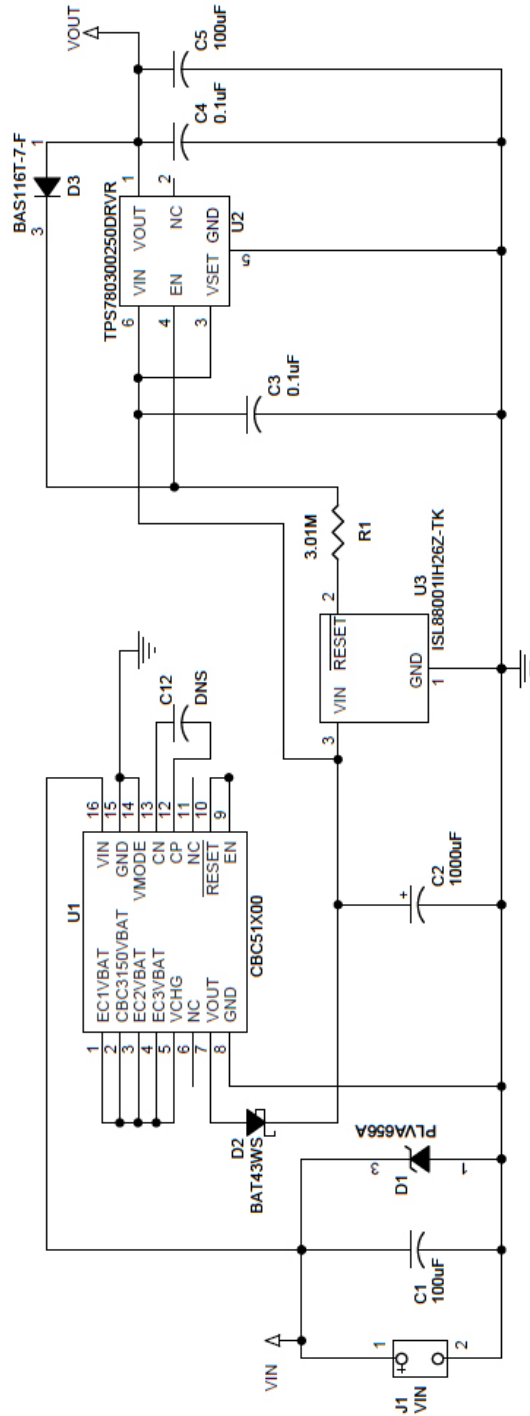 VIN
J1
VIN
1
2
+
C1
100uF
D1
PLVA656A
3
1
D2
BAT43WS
U1
CBC51X00
1
2
3
4
5
6
7
8
EC1VBAT
CBC3150VBAT
EC2VBAT
EC3VBAT
VCHG
NC
VOUT
GND
VIN
GND
VMODE
CN
CP
NC
RESET
EN
16
15
14
13
12
11
10
9
C12
DNS
+
C2
1000uF
U3
ISL88001IH26Z-TK
3
VIN
RESET
2
GND
1
3.01M
R1
C3
0.1uF
TPS780300250DRVR
U2
6
VIN
VOUT
1
4
EN
NC
2
3
VSET
GND
5
BAS116T-7-F
3
1
D3
C4
0.1uF
C5
100uF
VOUT